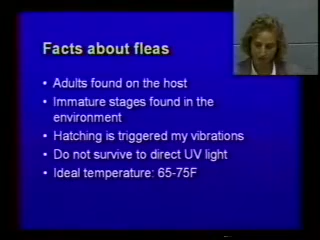 Facts about fleas
• Adults found on the host
• Immature stages found in the
environment
• Hatching is triggered my vibrations
• Do not survive to direct UV light
• Ideal temperature: 65-75F